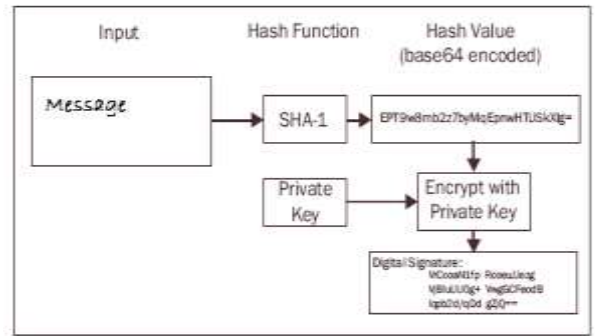 Input
Hash Function
Hash Value
(base64 encoded)
Message
SHA-1
Private
Key
Encrypt with
Private Key
Digital Signature: